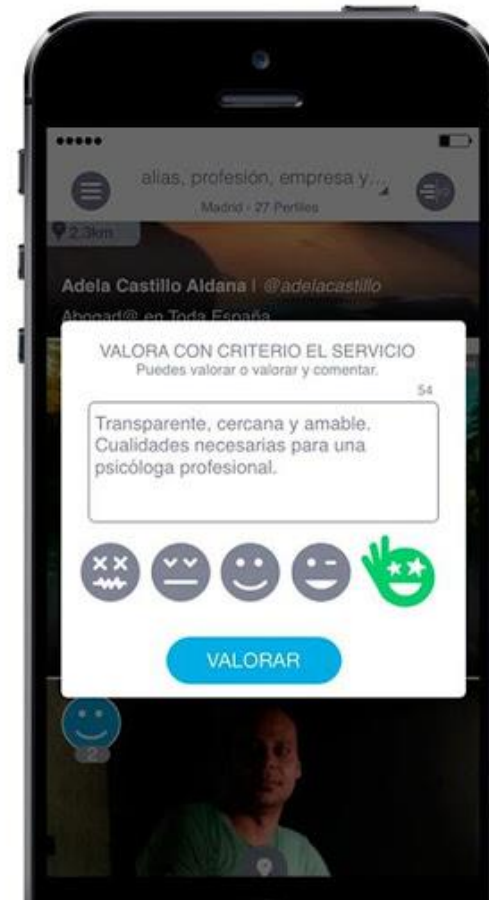 alias, profesión, empresa y...
Madrid - 27 Perfiles
2.3km
Adela Castillo Aldana | @adelacastillo
Abogad@ en Toda España
VALORA CON CRITERIO EL SERVICIO
Puedes valorar o valorar y comentar.
54
Transparente, cercana y amable.
Cualidades necesarias para una
psicóloga profesional.
VALORAR
2